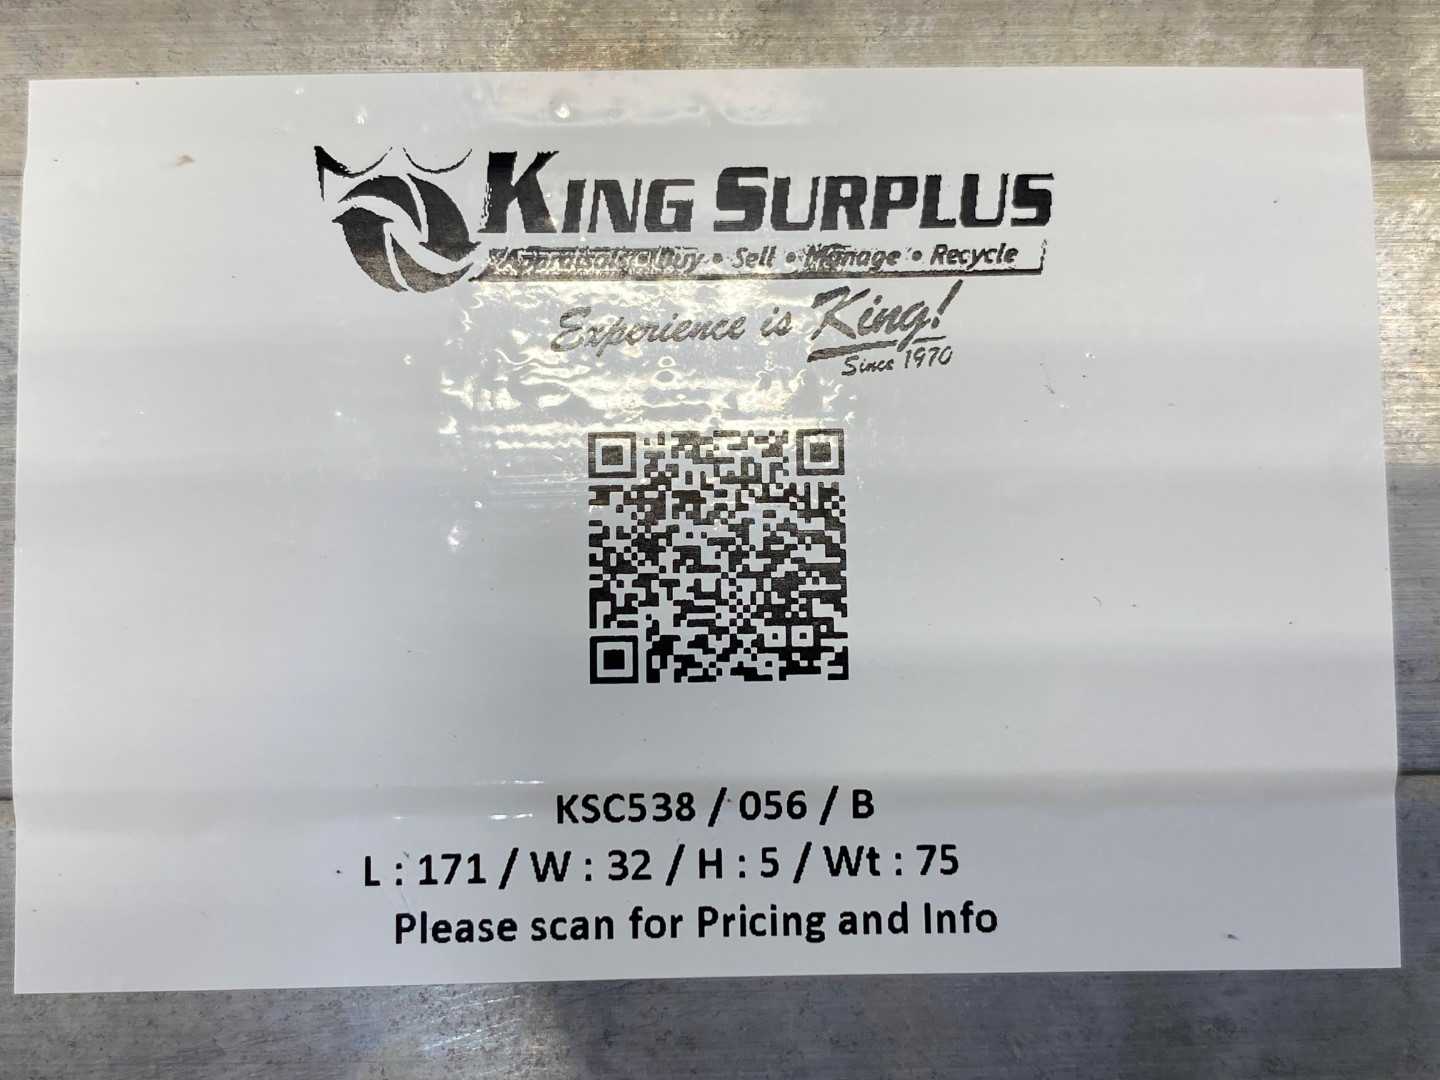 KING SURPLUS
Appraisals • Buy • Sell • Manage • Recycle
Experience is King!
Since 1970
KSC538 / 056 / B
L : 171 / W : 32 / H : 5 / Wt : 75
Please scan for Pricing and Info